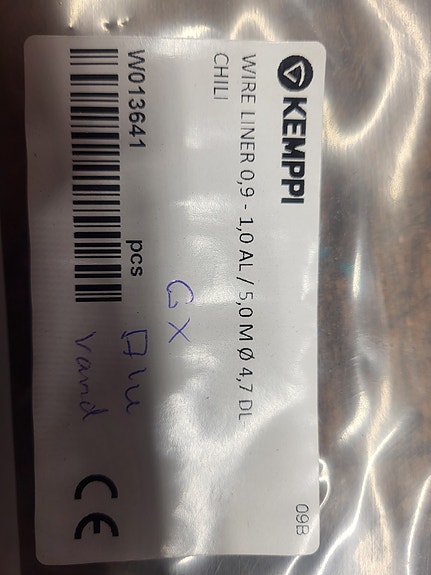 KEMPPI
WIRE LINER 0,9 - 1,0 AL / 5,0 M Ø 4,7 DL
CHILI
GX
W013641 pcs
Alu
Vand
CE
09B